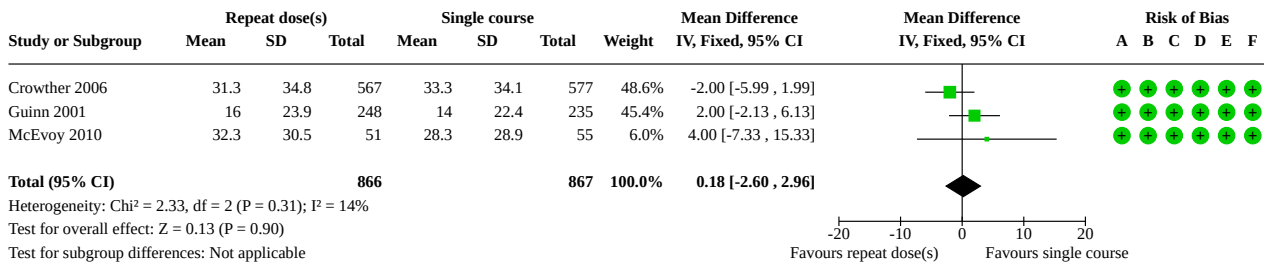 Repeat dose(s) Single course Mean Difference Mean Difference Risk of Bias
Study or Subgroup Mean SD Total Mean SD Total Weight IV, Fixed, 95% CI IV, Fixed, 95% CI A B C D E F
Crowther 2006 31.3 34.8 567 33.3 34.1 577 48.6% -2.00 [-5.99 , 1.99] + + + + + +
Guinn 2001 16 23.9 248 14 22.4 235 45.4% 2.00 [-2.13 , 6.13] + + + + + +
McEvoy 2010 32.3 30.5 51 28.3 28.9 55 6.0% 4.00 [-7.33 , 15.33] + + + + + +
Total (95% CI) 866 867 100.0% 0.18 [-2.60 , 2.96]
Heterogeneity: Chi² = 2.33, df = 2 (P = 0.31); I² = 14%
Test for overall effect: Z = 0.13 (P = 0.90)
-20 -10 0 10 20
Test for subgroup differences: Not applicable Favours repeat dose(s) Favours single course